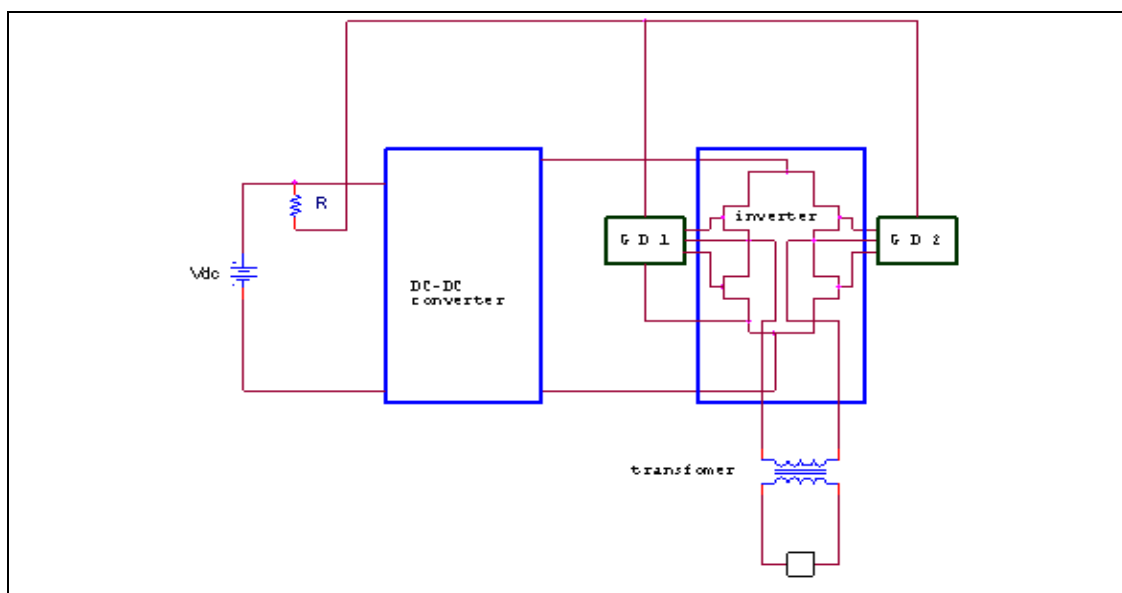 R
inverter
G D 1
G D 2
Vdc
DC-DC
converter
transfomer